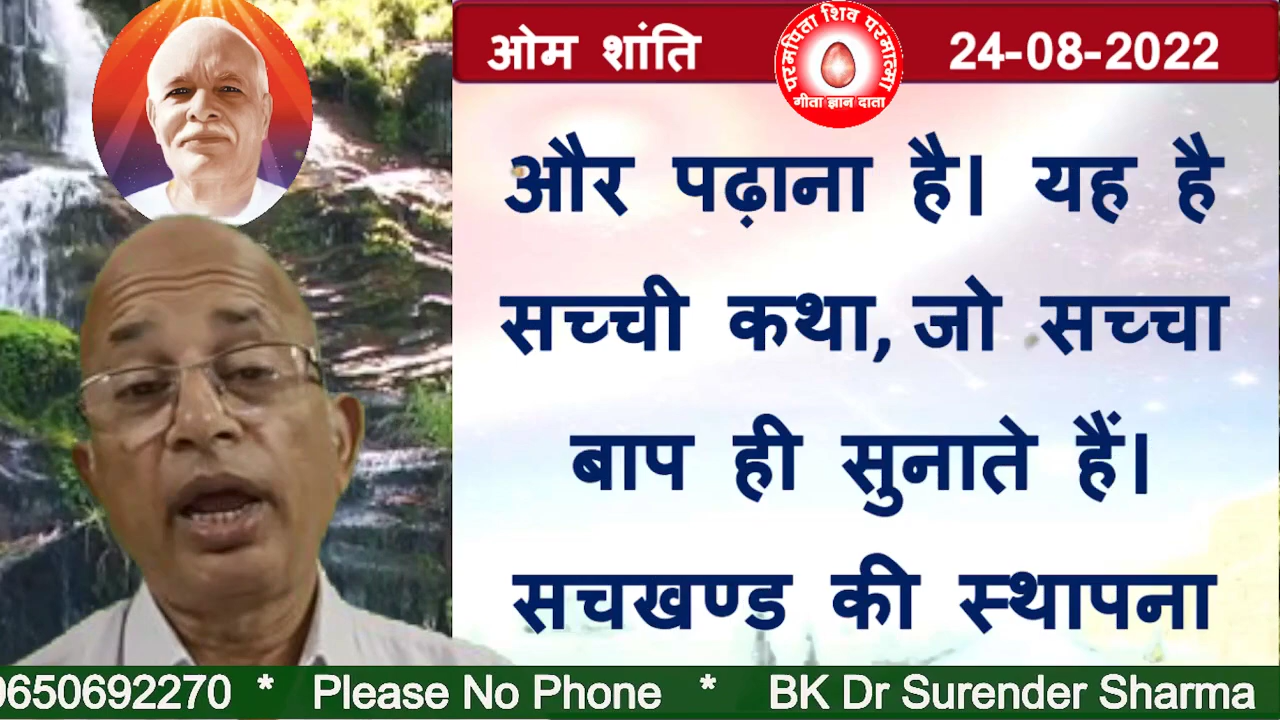 ओम शांति
परमपिता शिव परमात्मा
गीता ज्ञान दाता
24-08-2022
और पढ़ाना है। यह है
सच्ची कथा, जो सच्चा
बाप ही सुनाते हैं।
सचखण्ड की स्थापना
9650692270 * Please No Phone * BK Dr Surender Sharma